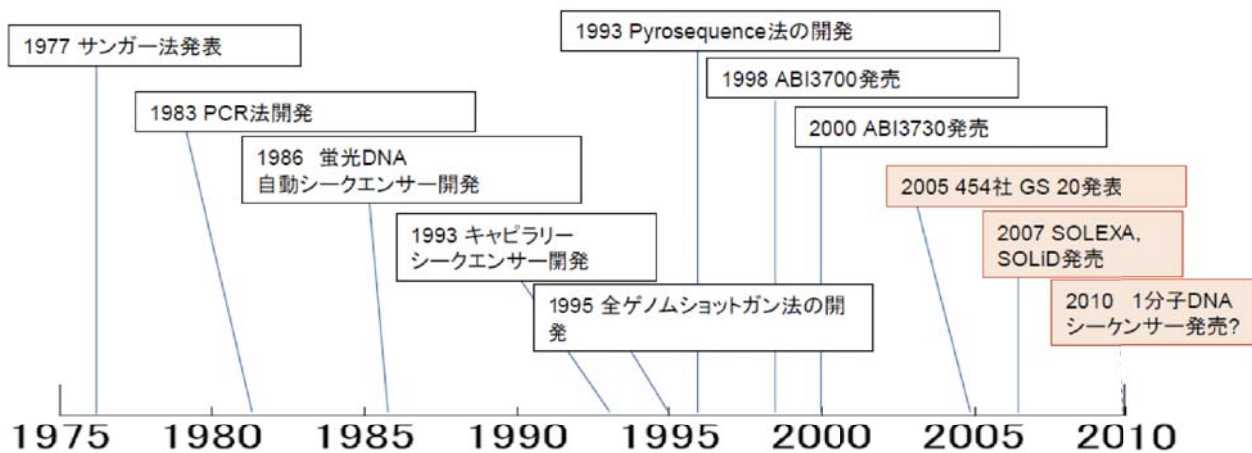 1977 サンガー法発表
1983 PCR法開発
1986 蛍光DNA
自動シークエンサー開発
1993 キャピラリー
シークエンサー開発
1995 全ゲノムショットガン法の開
発
1993 Pyrosequence法の開発
1998 ABI3700発売
2000 ABI3730発売
2005 454社 GS 20発表
2007 SOLEXA,
SOLiD発売
2010 1分子DNA
シーケンサー発売?
1975 1980 1985 1990 1995 2000 2005 2010